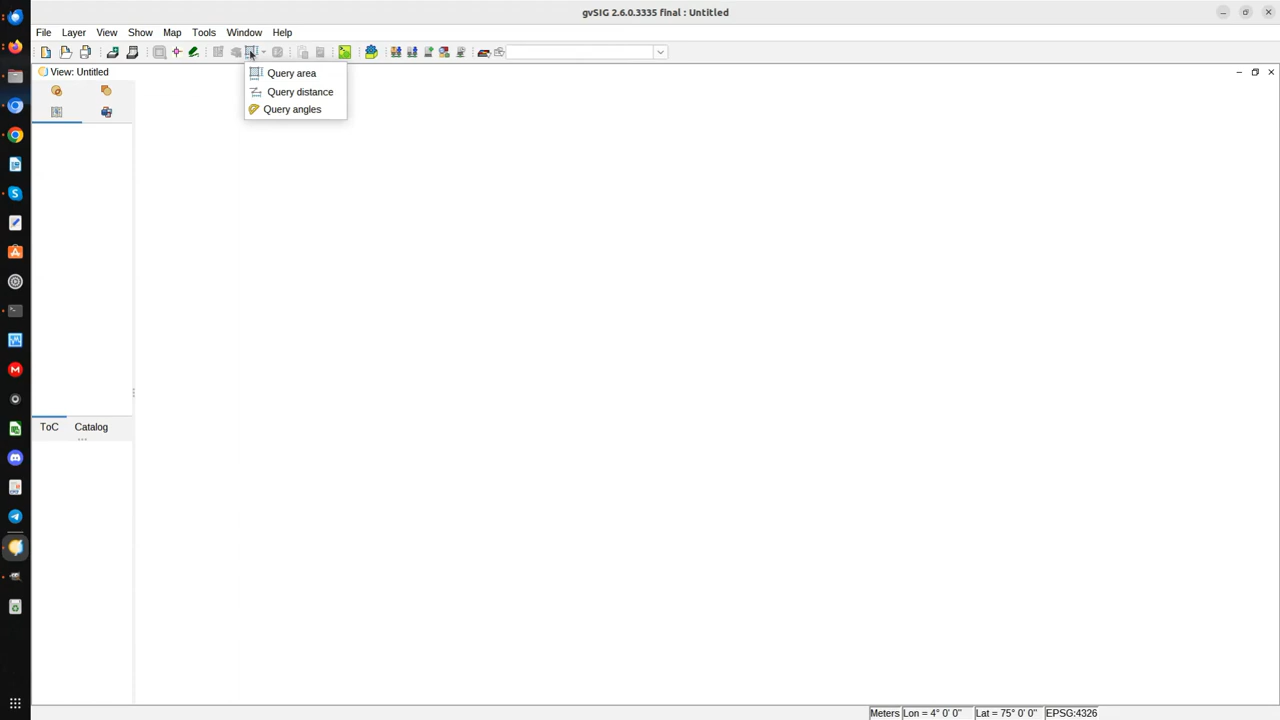 gvSIG 2.6.0.3335 final : Untitled
File Layer View Show Map Tools Window Help
View: Untitled
Query area
Query distance
Query angles
ToC Catalog
Meters Lon = 4° 0' 0" Lat = 75° 0' 0" EPSG:4326